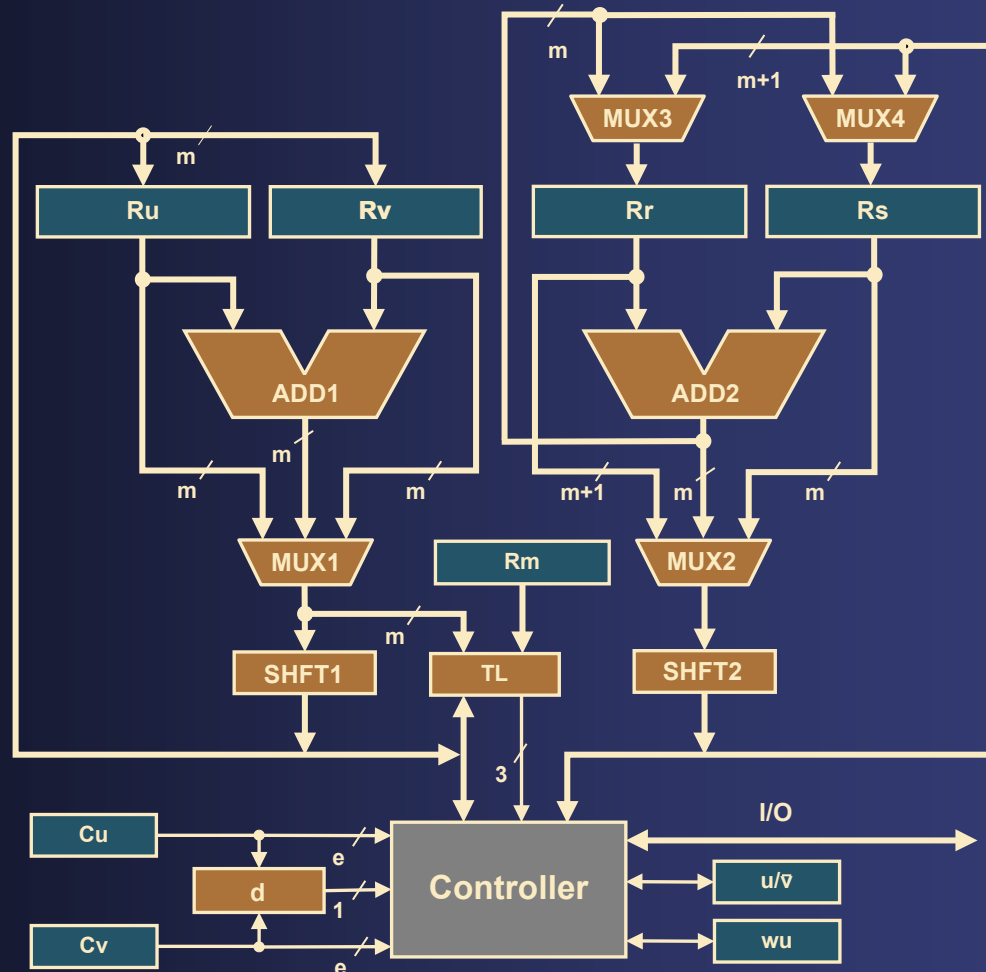 m
m+1
MUX3
MUX4
m
Ru
Rv
Rr
Rs
ADD1
ADD2
m
m
m
m+1
m
m
MUX1
Rm
MUX2
m
SHFT1
TL
SHFT2
3
I/O
Cu
e
d
1
Controller
u/v̅
Cv
e
wu